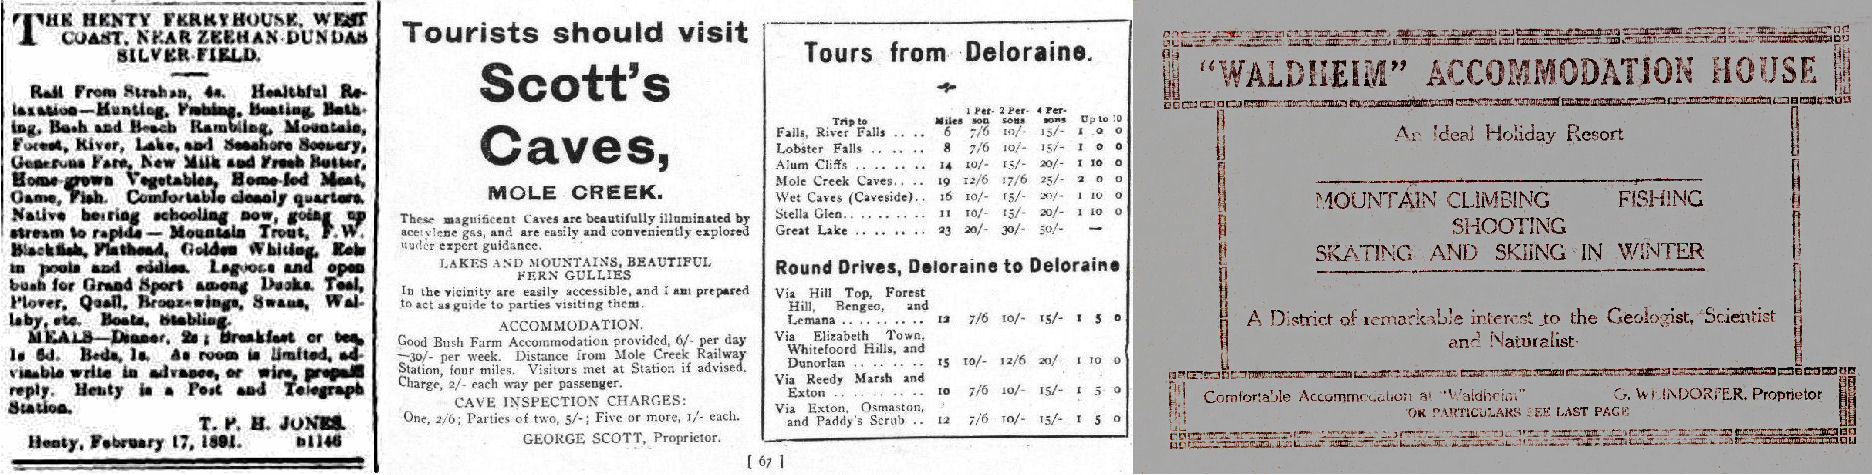 THE HENTY FERRYHOUSE, WEST
COAST, NEAR ZEEHAN-DUNDAS
SILVER-FIELD.
Rail From Strahan, 4s. Healthful Re-
laxation—Hunting, Fishing, Boating, Bath-
ing, Bush and Beach Rambling, Mountain,
Forest, River, Lake, and Seashore Scenery,
Generous Fare, New Milk and Fresh Butter,
Home-grown Vegetables, Home-fed Meat,
Game, Fish. Comfortable cleanly quarters.
Native herring schooling now, going up
stream to rapids — Mountain Trout, F.W.
Blackfish, Flathead, Golden Whiting, Eels
in pools and eddies. Lagoons and open
bush for Grand Sport among Ducks, Teal,
Plover, Quail, Bronze-wings, Swans, Wal-
laby, etc. Boats, Stabling.
MEALS—Dinner, 2s; Breakfast or tea,
1s 6d. Beds, 1s. As room is limited, ad-
visable write in advance, or wire, prepaid
reply. Henty is a Post and Telegraph
Station.
T. P. H. JONES.
Henty, February 17, 1891. b1146
Tourists should visit
Scott's
Caves,
MOLE CREEK.
These magnificent Caves are beautifully illuminated by
acetylene gas, and are easily and conveniently explored
under expert guidance.
LAKES AND MOUNTAINS, BEAUTIFUL
FERN GULLIES
In the vicinity are easily accessible, and I am prepared
to act as guide to parties visiting them.
ACCOMMODATION.
Good Bush Farm Accommodation provided, 6/- per day
—30/- per week. Distance from Mole Creek Railway
Station, four miles. Visitors met at Station if advised.
Charge, 2/- each way per passenger.
CAVE INSPECTION CHARGES:
One, 2/6; Parties of two, 5/-; Five or more, 1/- each.
GEORGE SCOTT, Proprietor.
Tours from Deloraine.
1 Per- 2 Per- 4 Per-
Trip to Miles son sons sons Up to 10
Falls, River Falls .... 6 7/6 10/- 15/- 1 0 0
Lobster Falls ...... 8 7/6 10/- 15/- 1 0 0
Alum Cliffs ........ 14 10/- 15/- 20/- 1 10 0
Mole Creek Caves.... 19 12/6 17/6 25/- 2 0 0
Wet Caves (Caveside).. 16 10/- 15/- 20/- 1 10 0
Stella Glen.......... 11 10/- 15/- 20/- 1 10 0
Great Lake ........ 23 20/- 30/- 50/- —
Round Drives, Deloraine to Deloraine
Via Hill Top, Forest
Hill, Bengeo, and
Lemana .......... 12 7/6 10/- 15/- 1 5 0
Via Elizabeth Town,
Whitefoord Hills, and
Dunorlan .......... 15 10/- 12/6 20/ 1 10 0
Via Reedy Marsh and
Exton ............ 10 7/6 10/- 15/- 1 5 0
Via Exton, Osmaston,
and Paddy's Scrub .. 12 7/6 10/- 15/- 1 5 0
[ 67 ]
"WALDHEIM" ACCOMMODATION HOUSE
An Ideal Holiday Resort
MOUNTAIN CLIMBING FISHING
SHOOTING
SKATING AND SKIING IN WINTER
A District of remarkable interest to the Geologist, Scientist
and Naturalist
Comfortable Accommodation at "Waldheim" G. WEINDORFER, Proprietor
FOR PARTICULARS SEE LAST PAGE